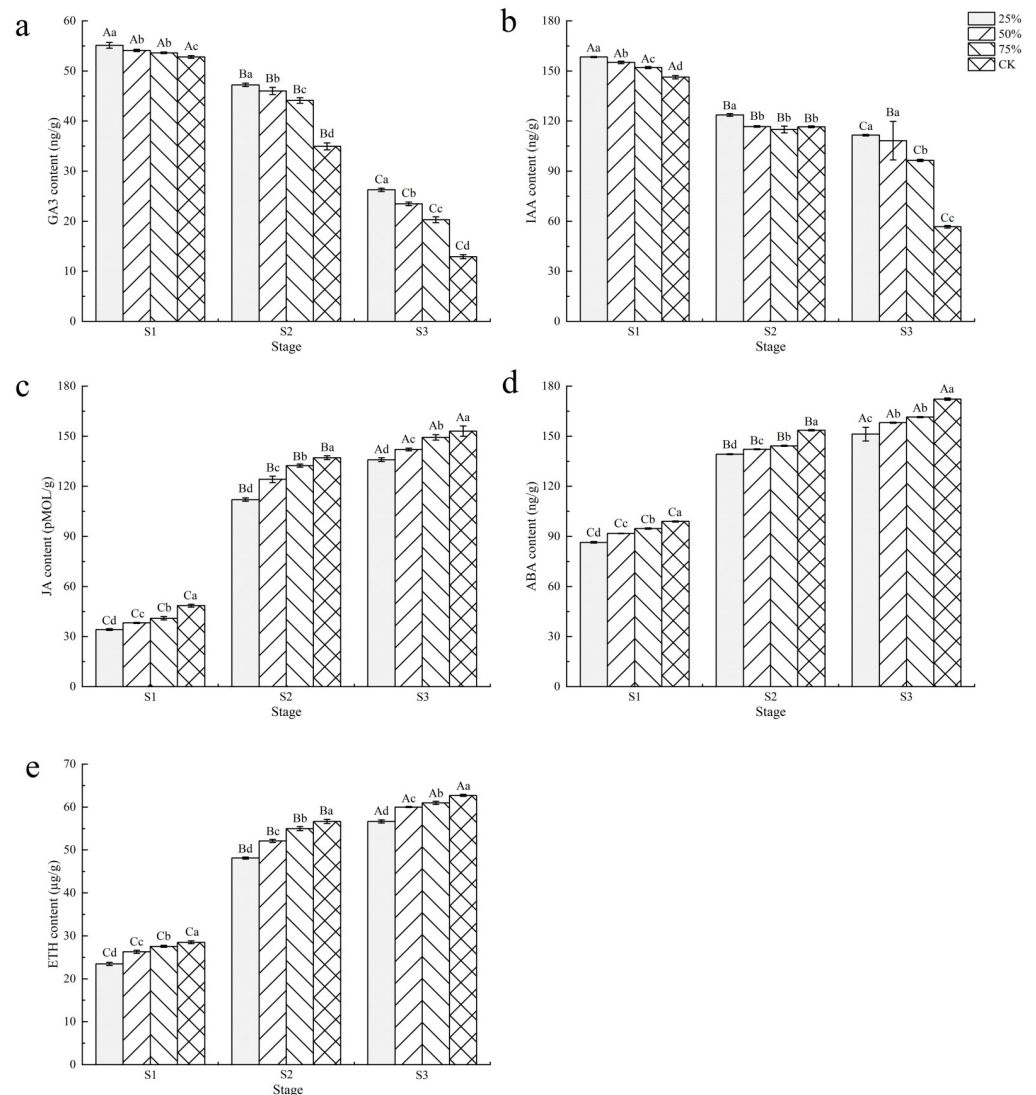 a
60
50
40
30
20
10
0
GA3 content (ng/g)
Aa Ab Ab Ac
Ba Bb Bc Bd
Ca Cb Cc Cd
S1 S2 S3
Stage
b
180
150
120
90
60
30
0
IAA content (ng/g)
Aa Ab Ac Ad
Ba Bb Bb Bb
Ca Ba Cb Cc
S1 S2 S3
Stage
25%
50%
75%
CK
c
180
150
120
90
60
30
0
JA content (pMOL/g)
Cd Cc Cb Ca
Bd Bc Bb Ba
Ad Ac Ab Aa
S1 S2 S3
Stage
d
180
150
120
90
60
30
0
ABA content (ng/g)
Cd Cc Cb Ca
Bd Bc Bb Ba
Ac Ab Ab Aa
S1 S2 S3
Stage
e
70
60
50
40
30
20
10
0
ETH content (μg/g)
Cd Cc Cb Ca
Bd Bc Bb Ba
Ad Ac Ab Aa
S1 S2 S3
Stage